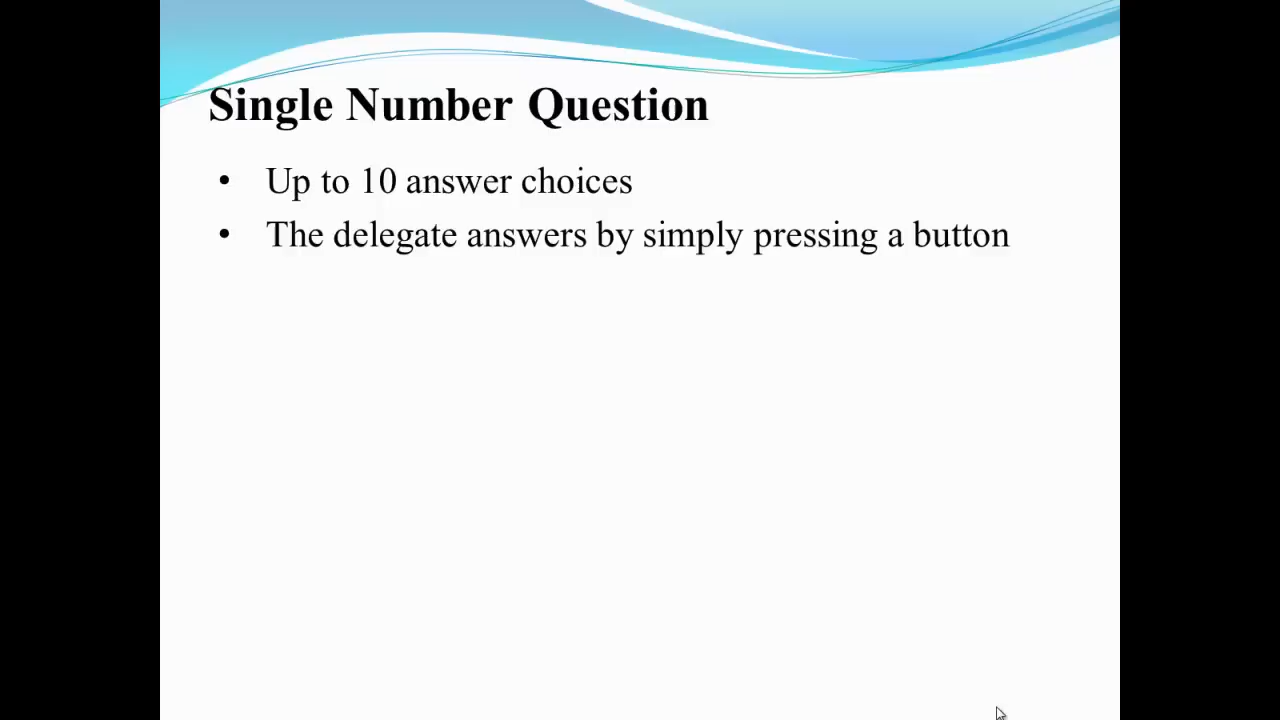 Single Number Question
• Up to 10 answer choices
• The delegate answers by simply pressing a button